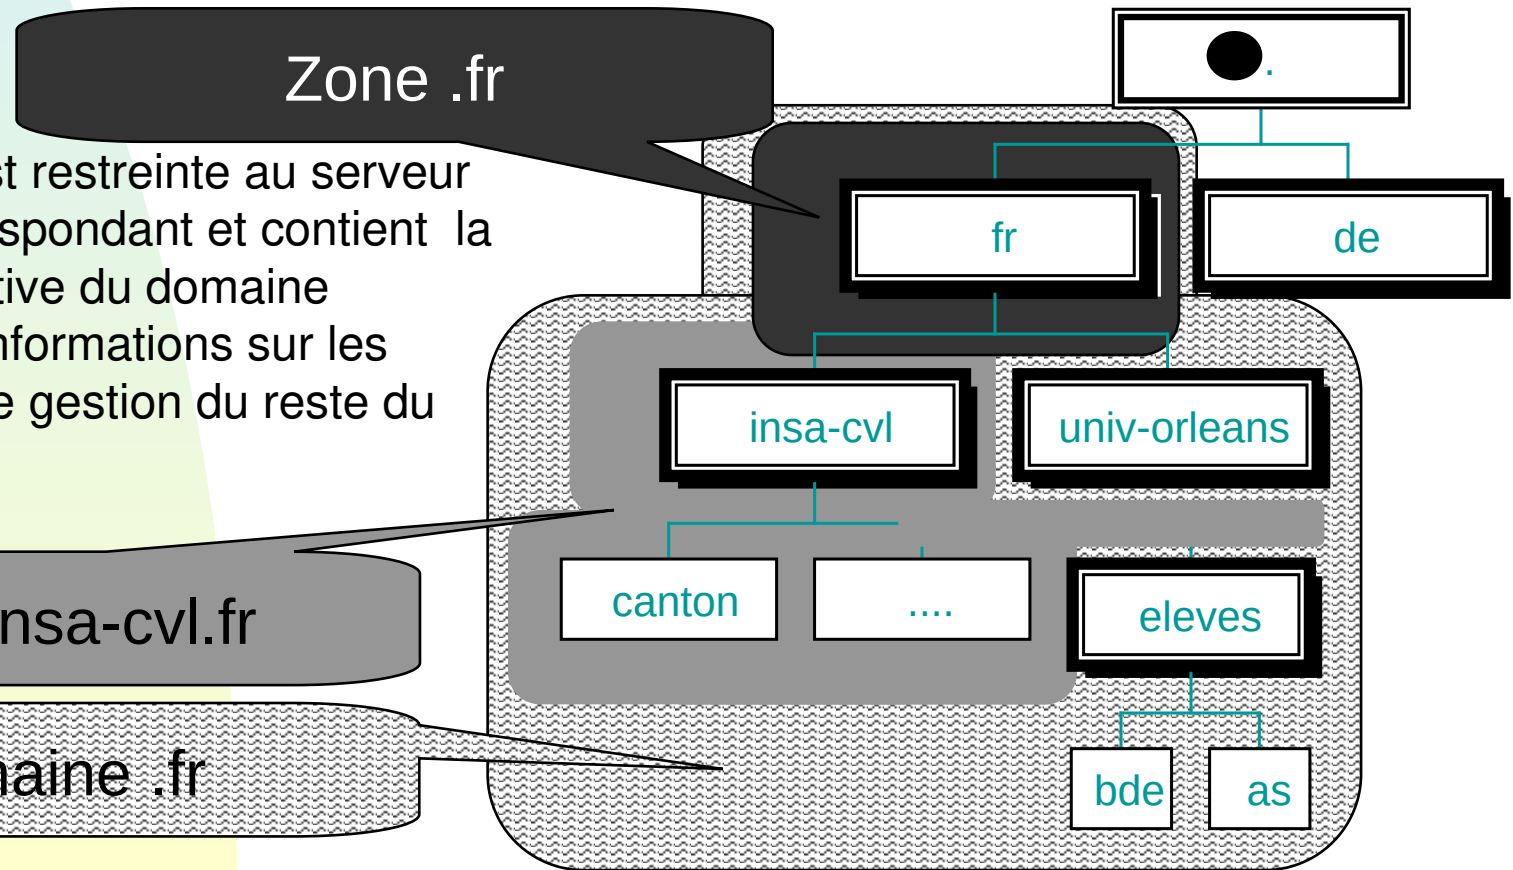 Zone .fr
.
st restreinte au serveur
spondant et contient la
tive du domaine
nformations sur les
e gestion du reste du
fr
de
insa-cvl
univ-orleans
canton
....
eleves
nsa-cvl.fr
bde
as
naine .fr